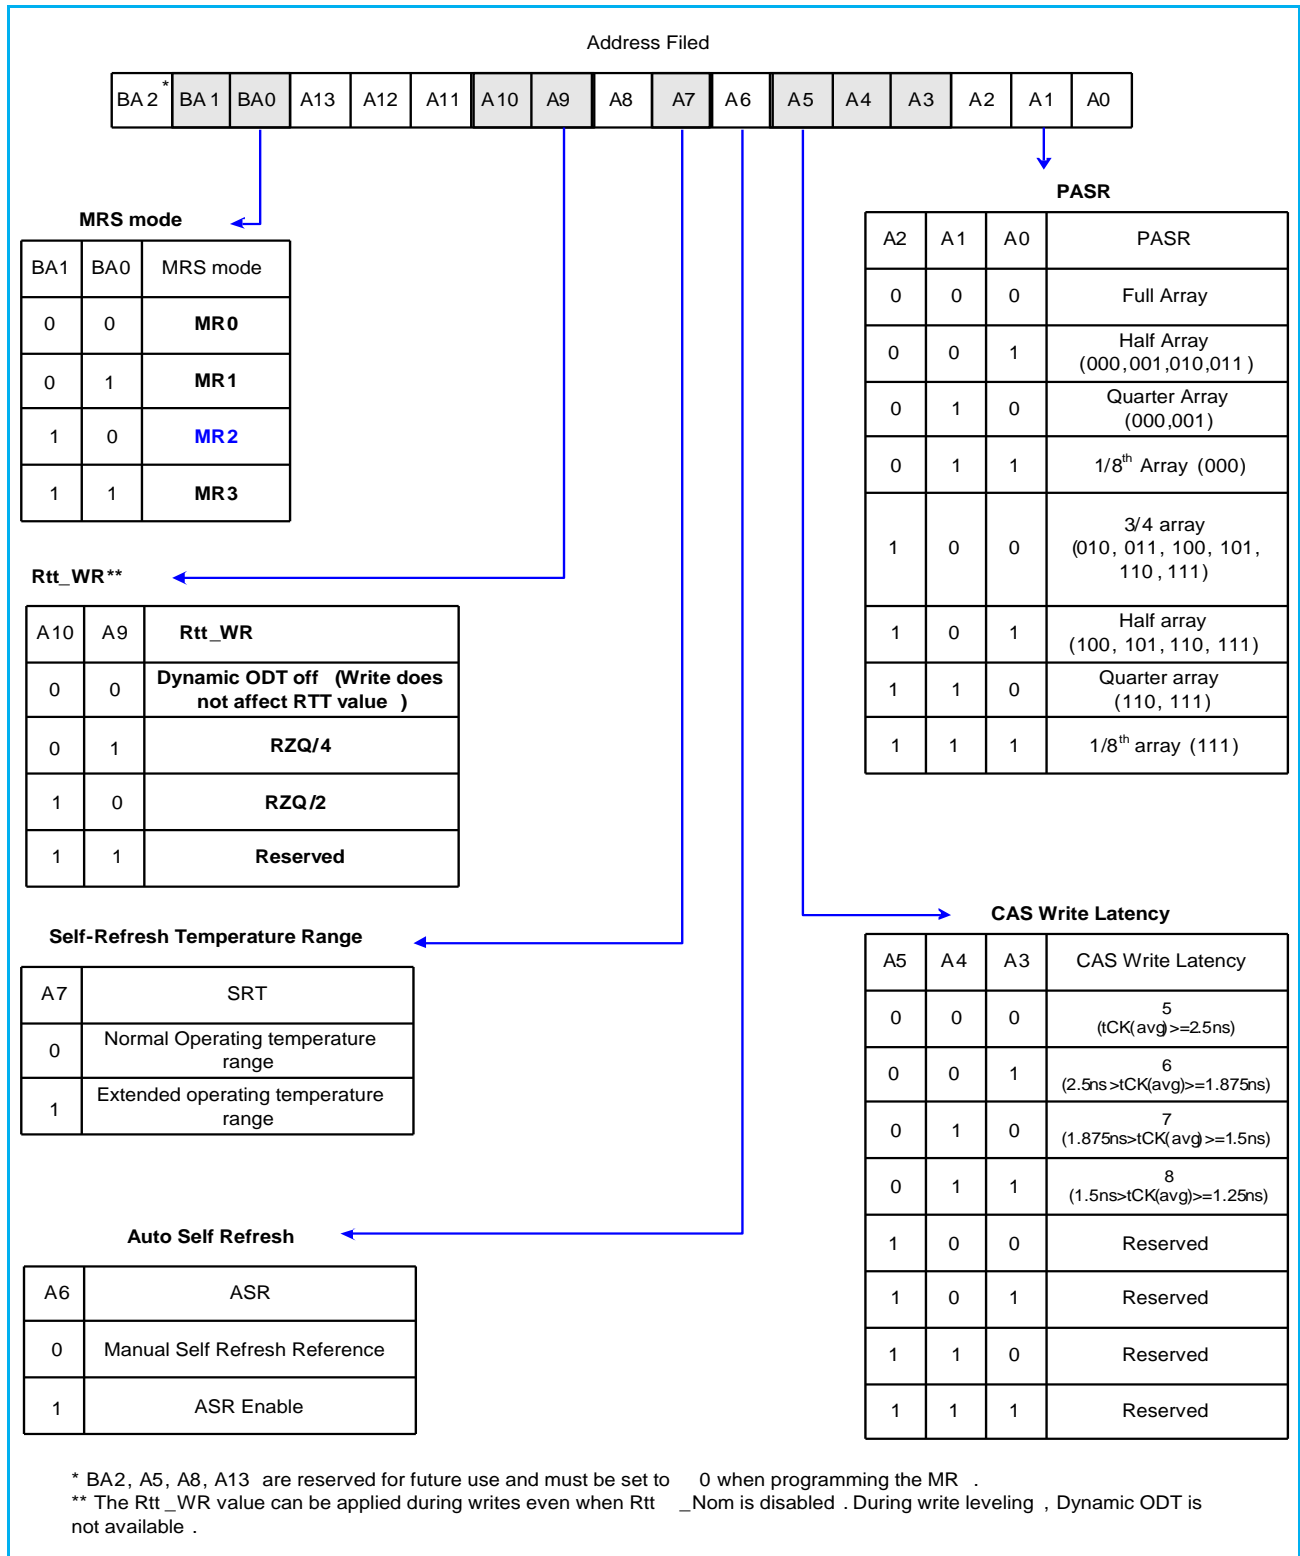 Address Filed
BA2* BA1 BA0 A13 A12 A11 A10 A9 A8 A7 A6 A5 A4 A3 A2 A1 A0
MRS mode
BA1 BA0 MRS mode
0 0 MR0
0 1 MR1
1 0 MR2
1 1 MR3
Rtt_WR**
A10 A9 Rtt_WR
0 0 Dynamic ODT off (Write does
not affect RTT value )
0 1 RZQ/4
1 0 RZQ/2
1 1 Reserved
Self-Refresh Temperature Range
A7 SRT
0 Normal Operating temperature
range
1 Extended operating temperature
range
Auto Self Refresh
A6 ASR
0 Manual Self Refresh Reference
1 ASR Enable
PASR
A2 A1 A0 PASR
0 0 0 Full Array
0 0 1 Half Array
(000,001,010,011 )
0 1 0 Quarter Array
(000,001)
0 1 1 1/8th Array (000)
1 0 0 3/4 array
(010, 011, 100, 101,
110 , 111)
1 0 1 Half array
(100, 101, 110, 111)
1 1 0 Quarter array
(110, 111)
1 1 1 1/8th array (111)
CAS Write Latency
A5 A4 A3 CAS Write Latency
0 0 0 5
(tCK(avg)>=2.5ns)
0 0 1 6
(2.5ns>tCK(avg)>=1.875ns)
0 1 0 7
(1.875ns>tCK(avg)>=1.5ns)
0 1 1 8
(1.5ns>tCK(avg)>=1.25ns)
1 0 0 Reserved
1 0 1 Reserved
1 1 0 Reserved
1 1 1 Reserved
* BA2, A5, A8, A13 are reserved for future use and must be set to 0 when programming the MR .
** The Rtt _WR value can be applied during writes even when Rtt _Nom is disabled . During write leveling , Dynamic ODT is
not available .